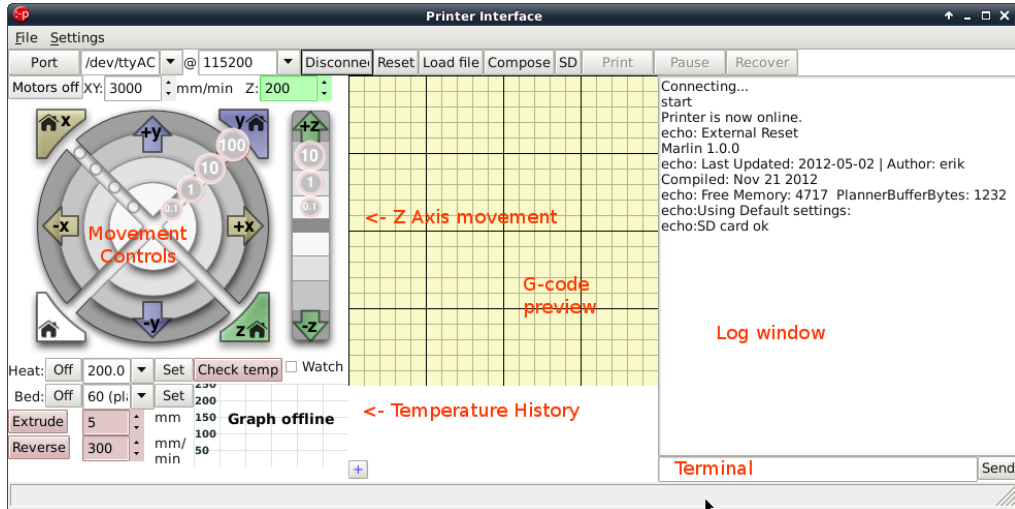 Printer Interface
File Settings
Port /dev/ttyAC @ 115200 Disconne Reset Load file Compose SD Print Pause Recover
Motors off XY: 3000 mm/min Z: 200
x +y y +z
100
10
1
0.1
10
1
0.1
-x +x
Movement
Controls
-y z -z
<- Z Axis movement
G-code
preview
Connecting...
start
Printer is now online.
echo: External Reset
Marlin 1.0.0
echo: Last Updated: 2012-05-02 | Author: erik
Compiled: Nov 21 2012
echo: Free Memory: 4717 PlannerBufferBytes: 1232
echo:Using Default settings:
echo:SD card ok
Log window
Heat: Off 200.0 Set Check temp Watch
Bed: Off 60 (pl Set
Extrude 5 mm
Reverse 300 mm/
min
250
200
150
100
50
Graph offline
<- Temperature History
+
Terminal Send